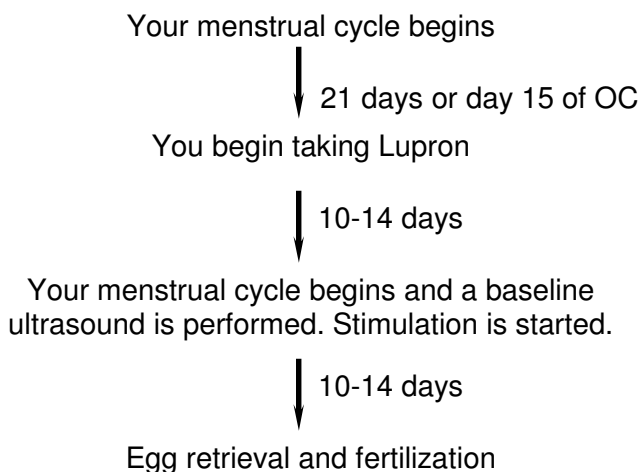 Your menstrual cycle begins
21 days or day 15 of OC
You begin taking Lupron
10-14 days
Your menstrual cycle begins and a baseline
ultrasound is performed. Stimulation is started.
10-14 days
Egg retrieval and fertilization